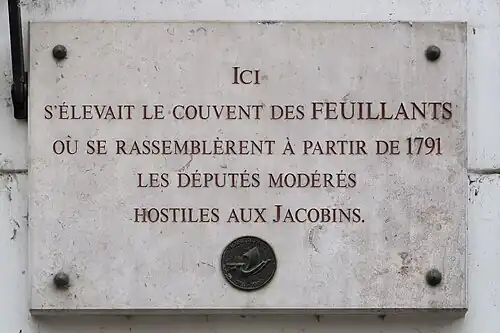 Ici
s'élevait le couvent des FEUILLANTS
où se rassemblèrent à partir de 1791
les députés modérés
hostiles aux Jacobins.